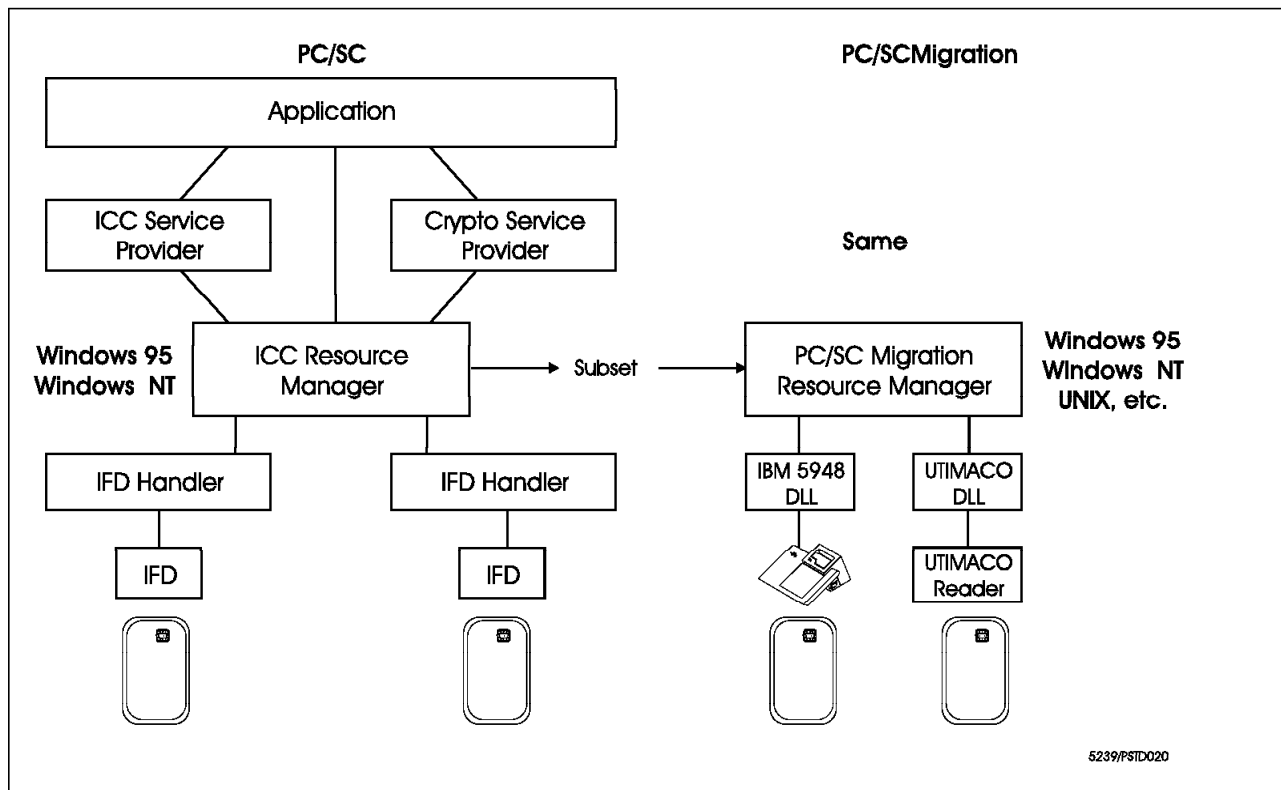 PC/SC
PC/SCMigration
Application
ICC Service
Provider
Crypto Service
Provider
Same
Windows 95
Windows NT
ICC Resource
Manager
Subset
PC/SC Migration
Resource Manager
Windows 95
Windows NT
UNIX, etc.
IFD Handler
IFD Handler
IBM 5948
DLL
UTIMACO
DLL
IFD
IFD
UTIMACO
Reader
5239/PSTD020